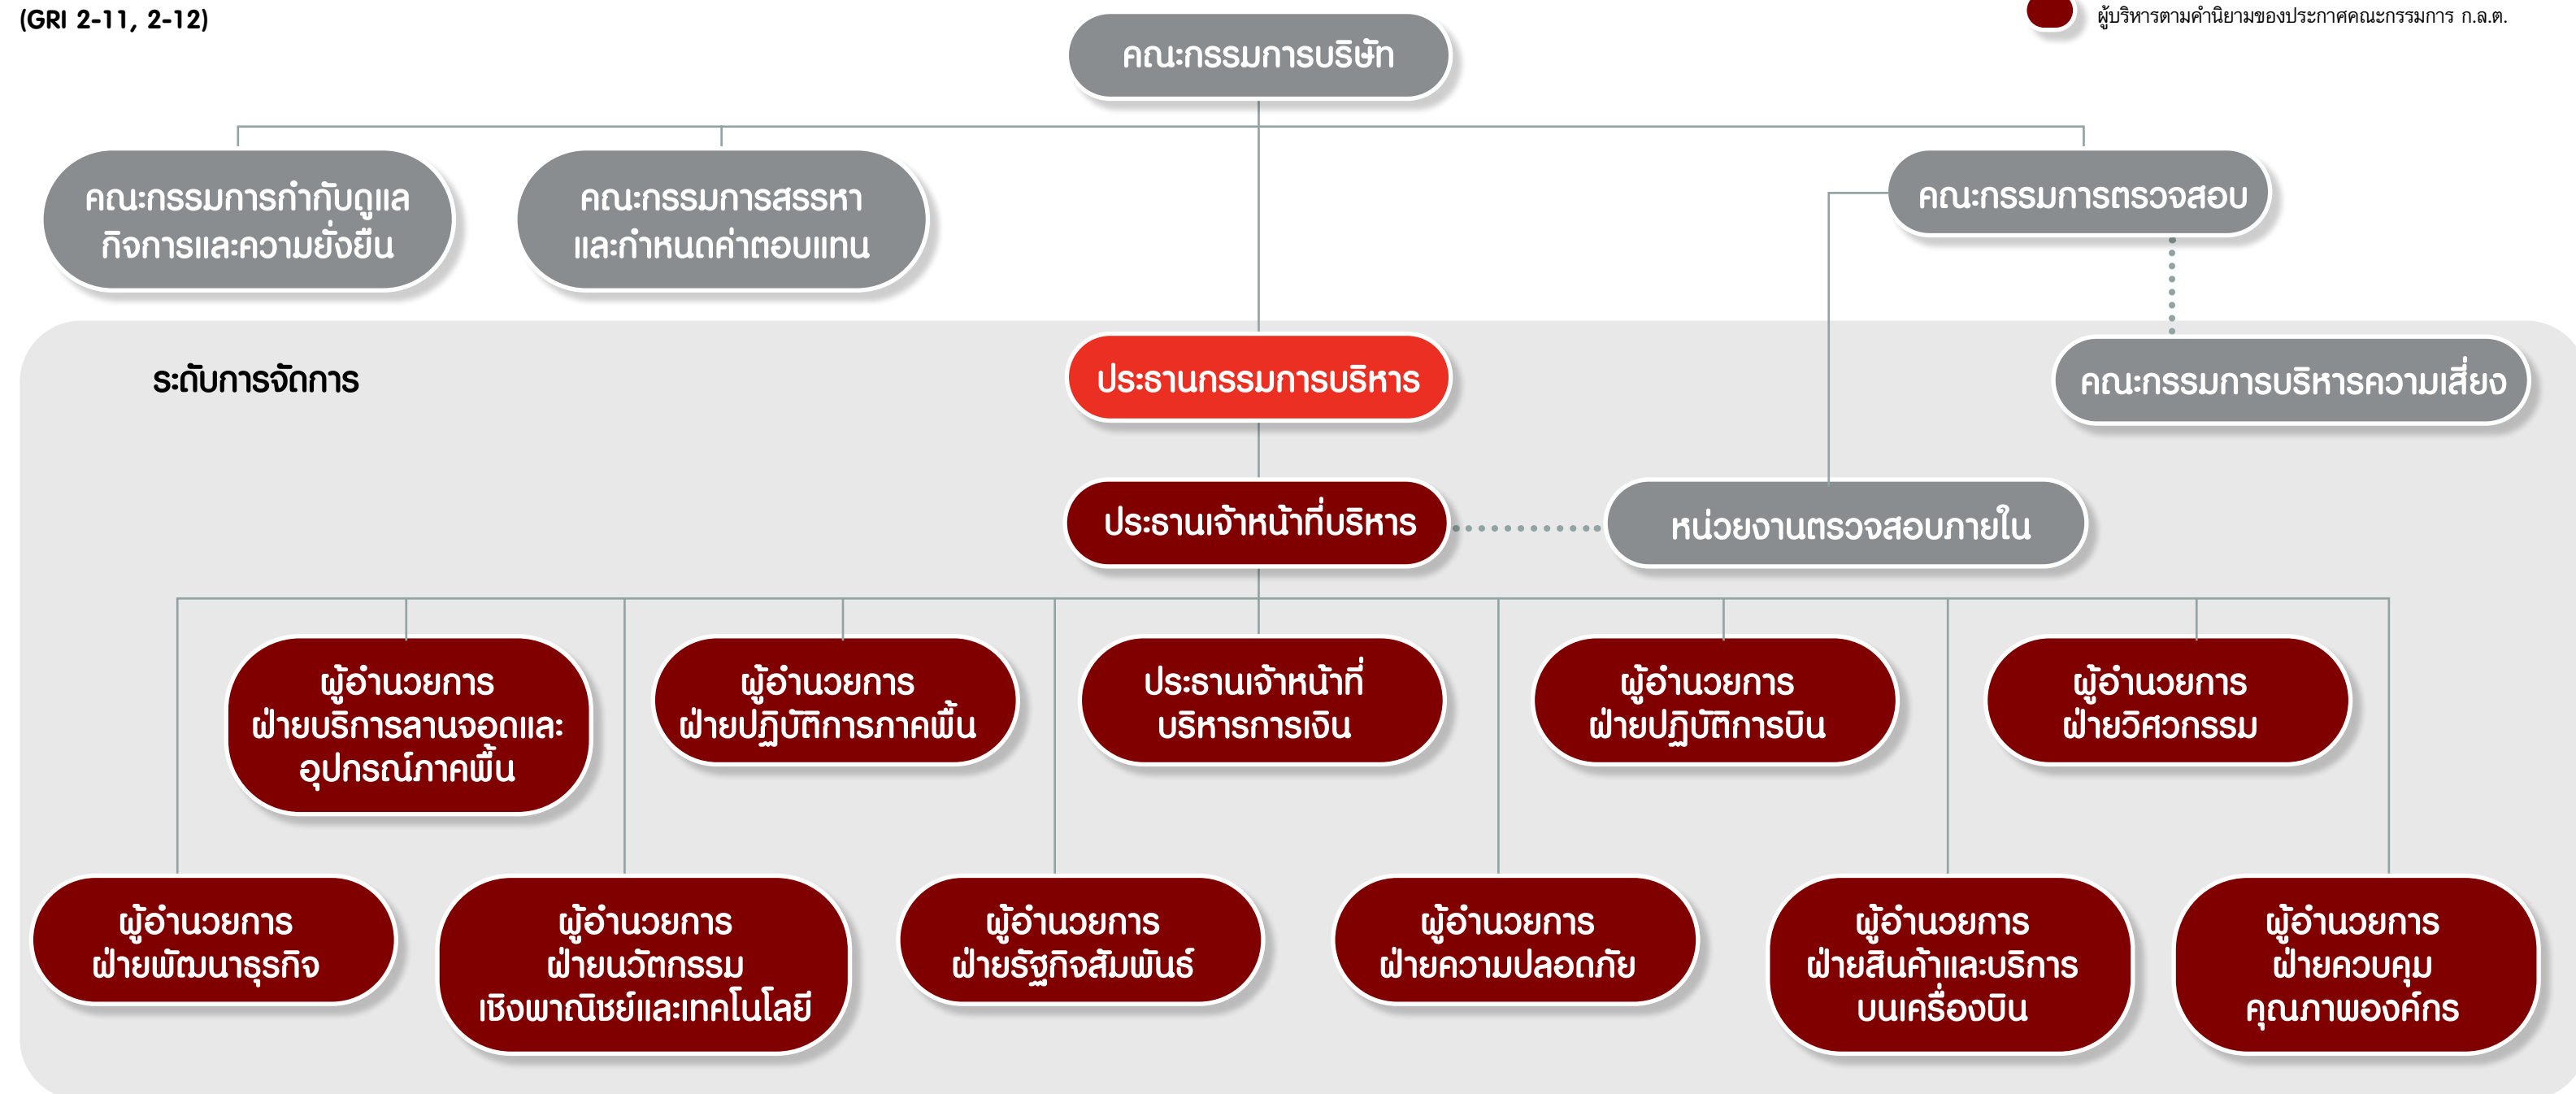 (GRI 2-11, 2-12)
ผู้บริหารตามคำนิยามของประกาศคณะกรรมการ ก.ล.ต.
คณะกรรมการบริษัท
คณะกรรมการกำกับดูแล
กิจการและความยั่งยืน
คณะกรรมการสรรหา
และกำหนดค่าตอบแทน
คณะกรรมการตรวจสอบ
ระดับการจัดการ
ประธานกรรมการบริหาร
คณะกรรมการบริหารความเสี่ยง
ประธานเจ้าหน้าที่บริหาร
หน่วยงานตรวจสอบภายใน
ผู้อำนวยการ
ฝ่ายบริการลานจอดและ
อุปกรณ์ภาคพื้น
ผู้อำนวยการ
ฝ่ายปฏิบัติการภาคพื้น
ประธานเจ้าหน้าที่
บริหารการเงิน
ผู้อำนวยการ
ฝ่ายปฏิบัติการบิน
ผู้อำนวยการ
ฝ่ายวิศวกรรม
ผู้อำนวยการ
ฝ่ายพัฒนาธุรกิจ
ผู้อำนวยการ
ฝ่ายนวัตกรรม
เชิงพาณิชย์และเทคโนโลยี
ผู้อำนวยการ
ฝ่ายรัฐกิจสัมพันธ์
ผู้อำนวยการ
ฝ่ายความปลอดภัย
ผู้อำนวยการ
ฝ่ายสินค้าและบริการ
บนเครื่องบิน
ผู้อำนวยการ
ฝ่ายควบคุม
คุณภาพองค์กร